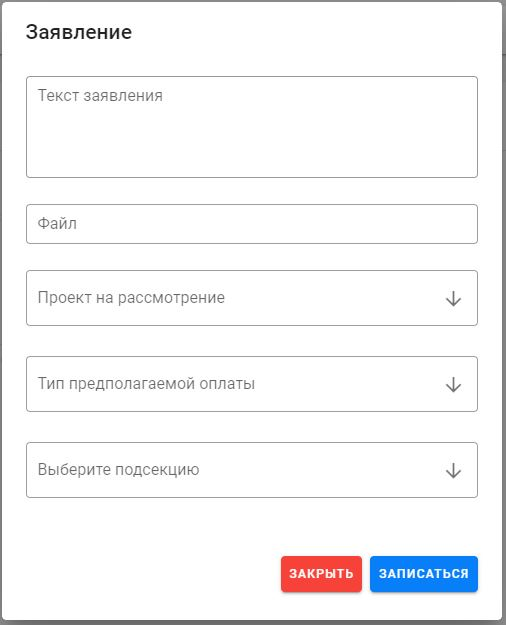 Заявление
Текст заявления
Файл
Проект на рассмотрение
Тип предполагаемой оплаты
Выберите подсекцию
ЗАКРЫТЬ
ЗАПИСАТЬСЯ